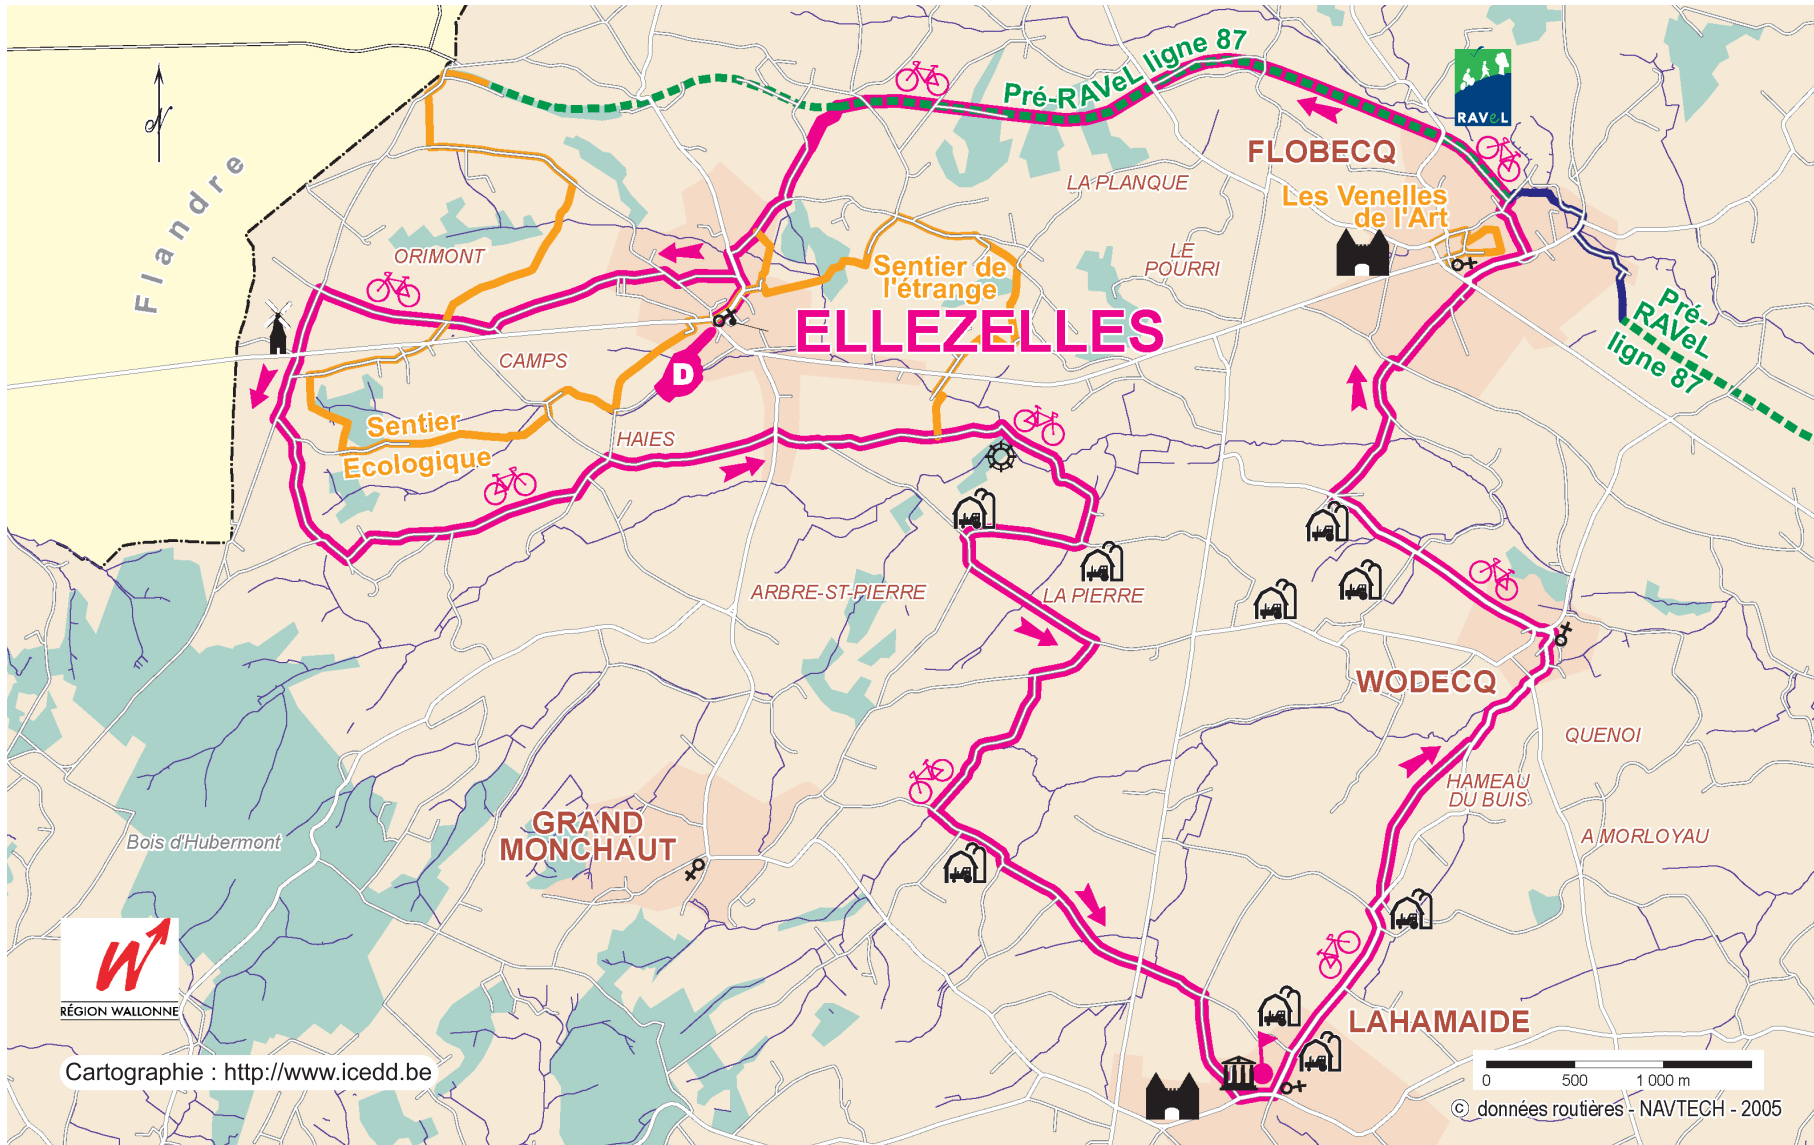 Pré-RAVeL ligne 87
RAVeL
N
Flandre
FLOBECQ
LA PLANQUE
Les Venelles
de l'Art
ORIMONT
LE
POURRI
Sentier de
l'étrange
ELLEZELLES
Pré-
RAVeL
ligne 87
CAMPS
D
Sentier
Ecologique
HAIES
ARBRE-ST-PIERRE
LA PIERRE
WODECQ
QUENOI
HAMEAU
DU BUIS
GRAND
MONCHAUT
Bois d'Hubermont
A MORLOYAU
W
RÉGION WALLONNE
LAHAMAIDE
Cartographie : http://www.icedd.be
0 500 1 000 m
© données routières - NAVTECH - 2005